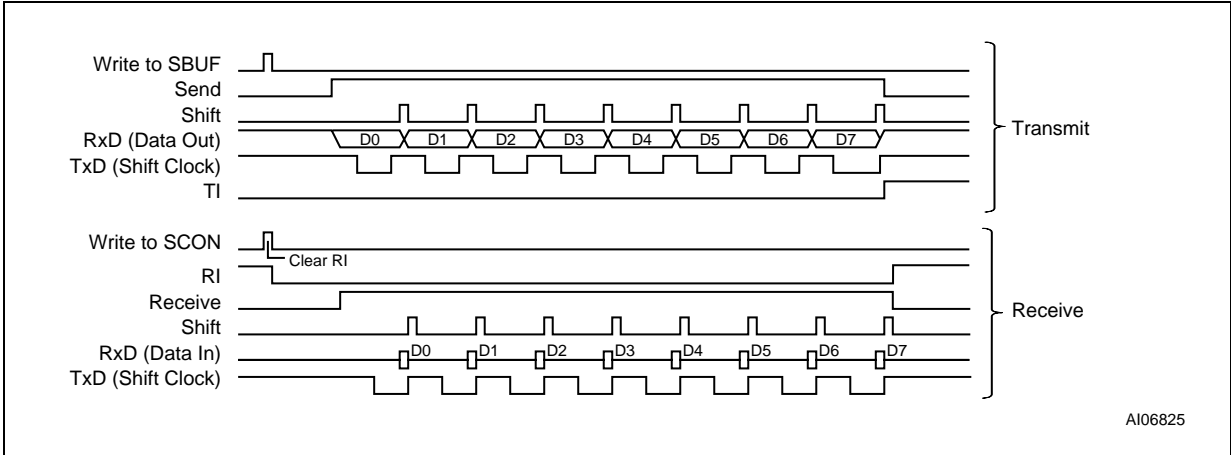 Write to SBUF
Send
Shift
RxD (Data Out) D0 D1 D2 D3 D4 D5 D6 D7
TxD (Shift Clock)
TI
Transmit
Write to SCON
Clear RI
RI
Receive
Shift
RxD (Data In) D0 D1 D2 D3 D4 D5 D6 D7
TxD (Shift Clock)
Receive
AI06825